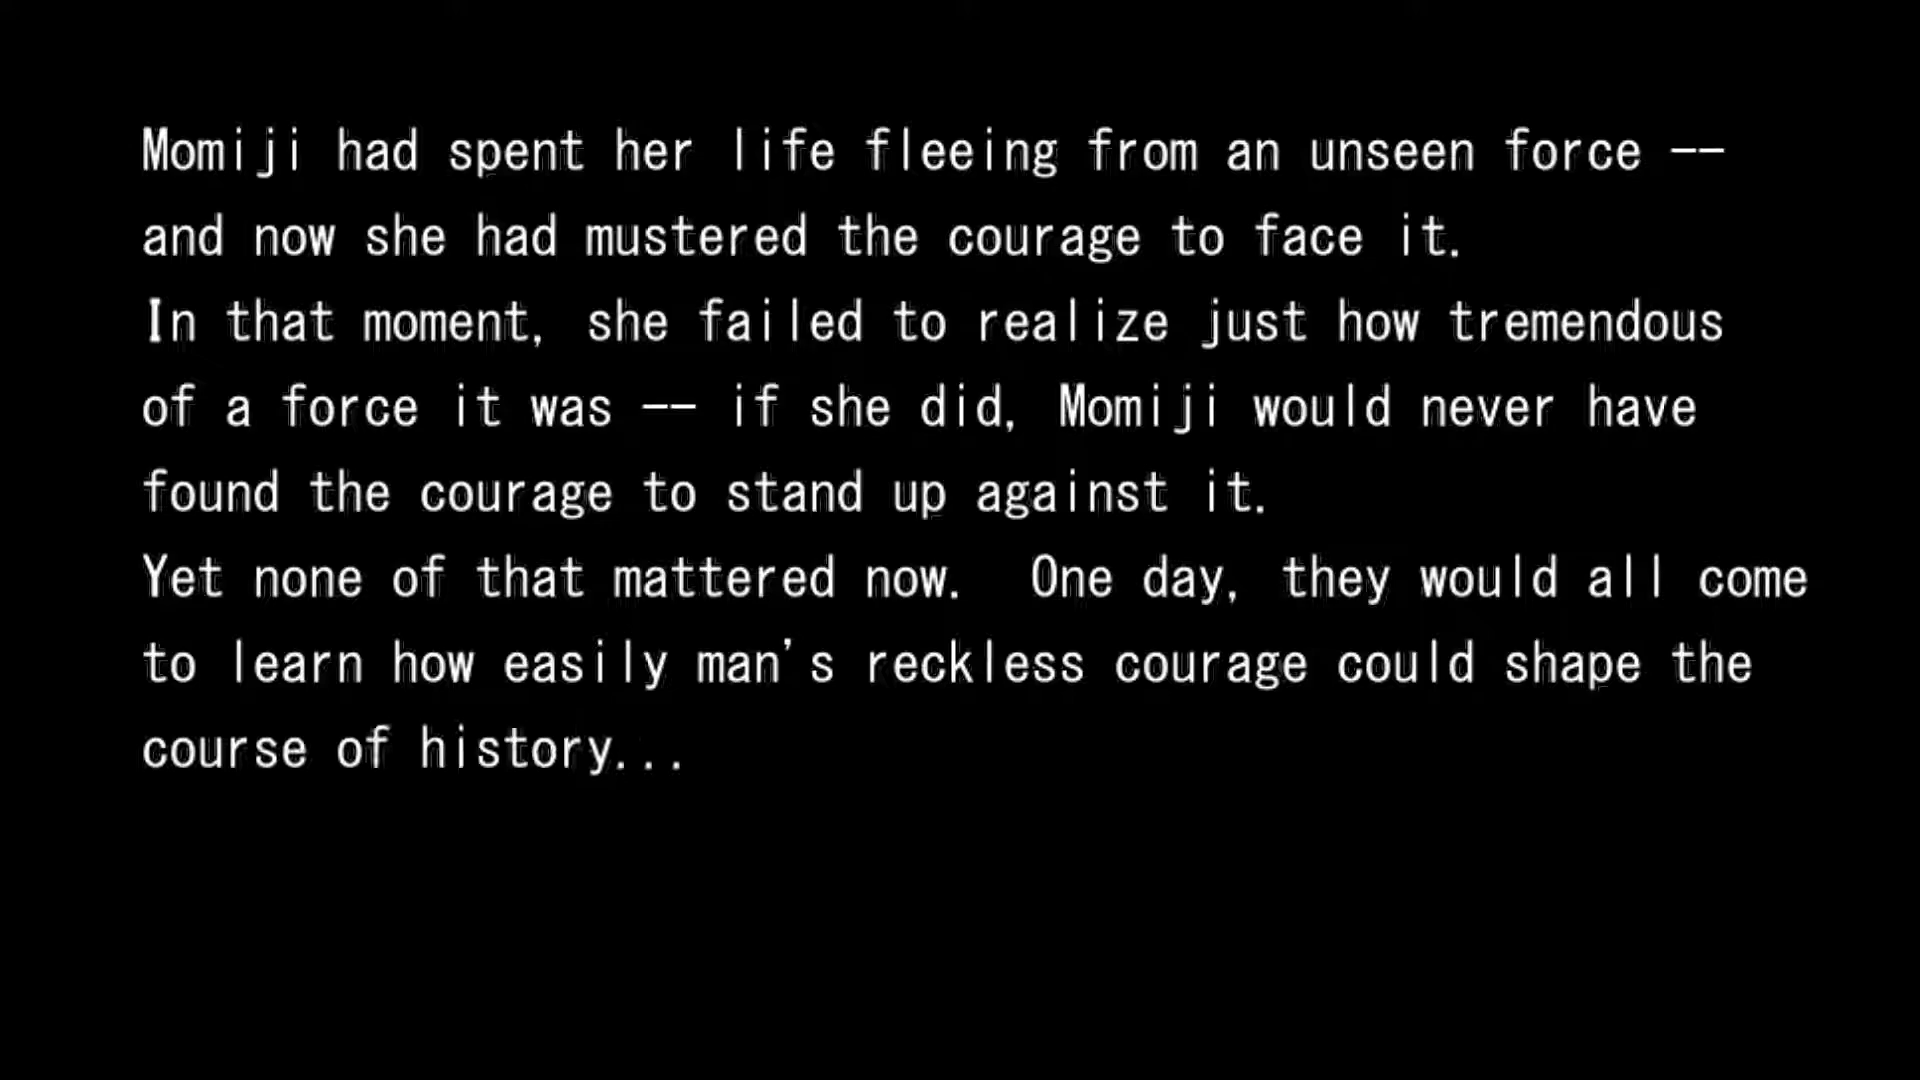 Momiji had spent her life fleeing from an unseen force --
and now she had mustered the courage to face it.
In that moment, she failed to realize just how tremendous
of a force it was -- if she did, Momiji would never have
found the courage to stand up against it.
Yet none of that mattered now.  One day, they would all come
to learn how easily man's reckless courage could shape the
course of history...